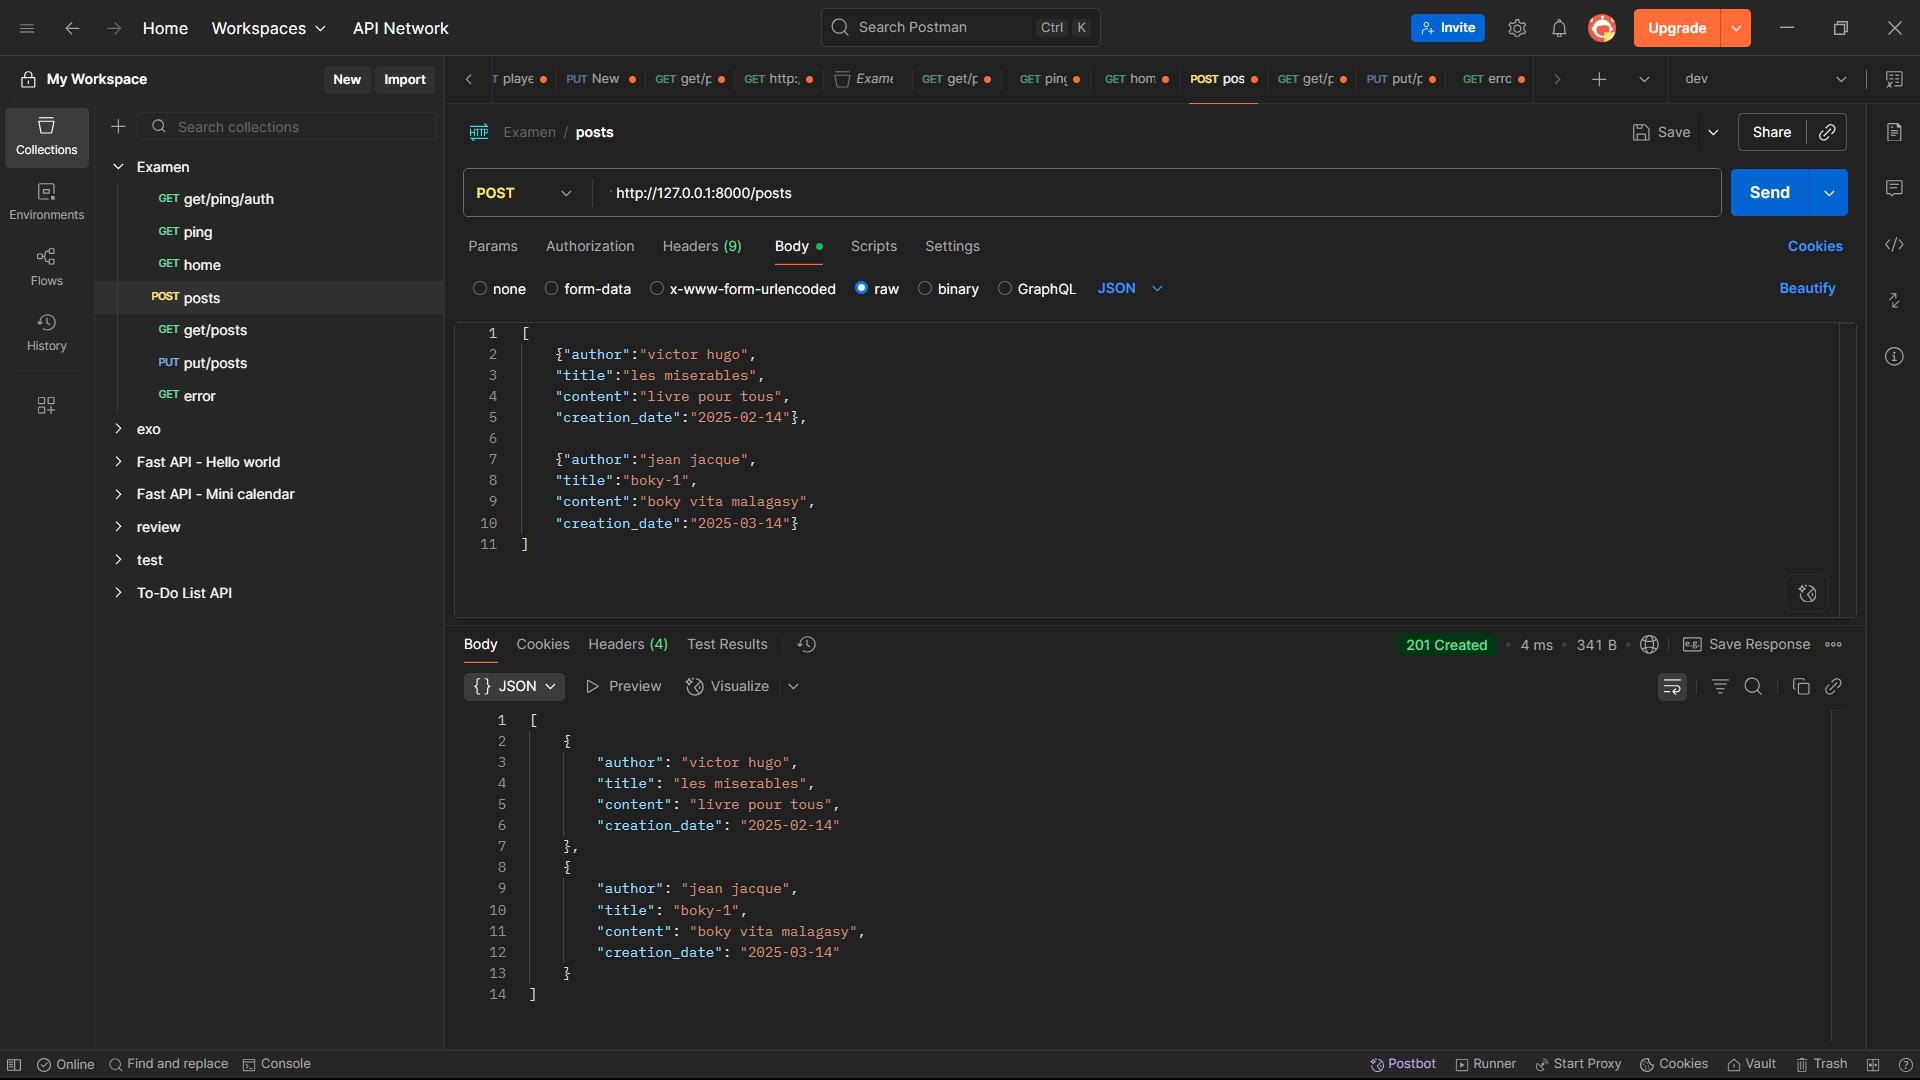 Home Workspaces API Network Search Postman Ctrl K Invite Upgrade
My Workspace New Import
T playe PUT New GET get/p GET http:, Exame GET get/p GET ping GET hom POST pos GET get/p PUT put/p GET erro dev
Search collections
Collections
Environments
Flows
History
Examen
GET get/ping/auth
GET ping
GET home
POST posts
GET get/posts
PUT put/posts
GET error
exo
Fast API - Hello world
Fast API - Mini calendar
review
test
To-Do List API
HTTP Examen / posts Save Share
POST http://127.0.0.1:8000/posts Send
Params Authorization Headers (9) Body Scripts Settings Cookies
none form-data x-www-form-urlencoded raw binary GraphQL JSON Beautify
1 [
2 {"author":"victor hugo",
3 "title":"les miserables",
4 "content":"livre pour tous",
5 "creation_date":"2025-02-14"},
6
7 {"author":"jean jacque",
8 "title":"boky-1",
9 "content":"boky vita malagasy",
10 "creation_date":"2025-03-14"}
11 ]
Body Cookies Headers (4) Test Results 201 Created 4 ms 341 B e.g. Save Response
{} JSON Preview Visualize
1 [
2 {
3 "author": "victor hugo",
4 "title": "les miserables",
5 "content": "livre pour tous",
6 "creation_date": "2025-02-14"
7 },
8 {
9 "author": "jean jacque",
10 "title": "boky-1",
11 "content": "boky vita malagasy",
12 "creation_date": "2025-03-14"
13 }
14 ]
Online Find and replace Console Postbot Runner Start Proxy Cookies Vault Trash